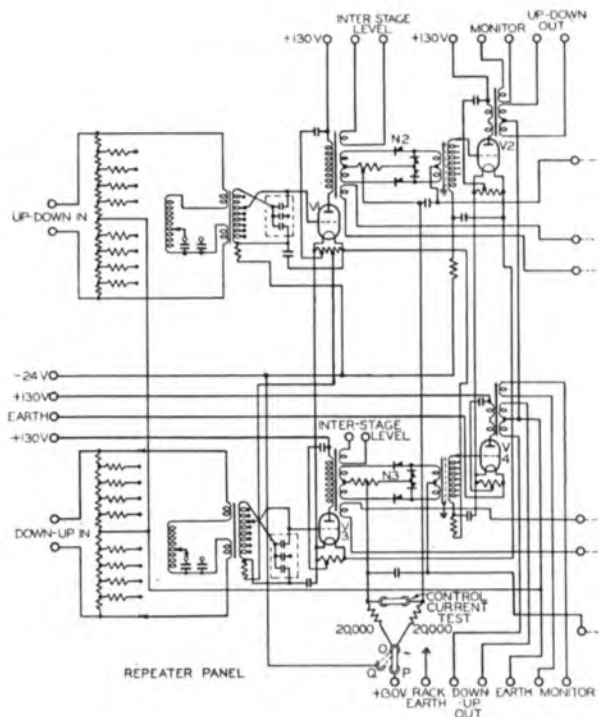 INTER STAGE
LEVEL
+130V
+130V
MONITOR
UP-DOWN
OUT
N2
V2
V1
UP-DOWN IN
-24V
+130V
EARTH
+130V
INTER-STAGE
LEVEL
V
4
N3
V
3
DOWN-UP IN
CONTROL
CURRENT
TEST
20,000
20,000
O
Q
P
REPEATER PANEL
+130V
RACK
EARTH
DOWN
-UP
OUT
EARTH
MONITOR